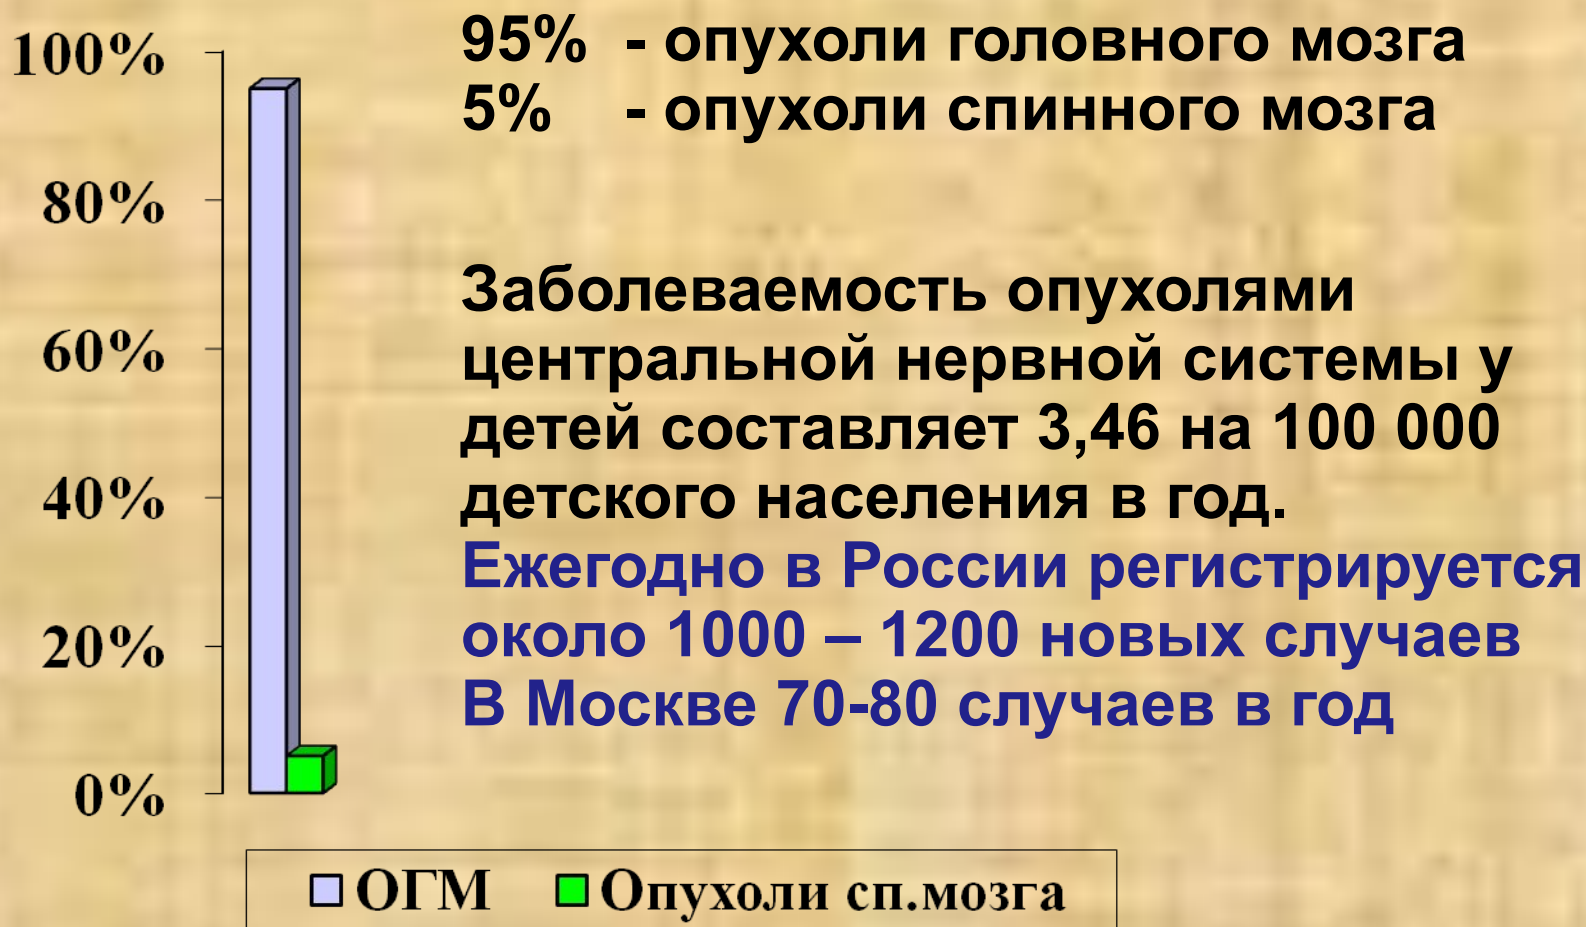 95% - опухоли головного мозга
5% - опухоли спинного мозга
Заболеваемость опухолями
центральной нервной системы у
детей составляет 3,46 на 100 000
детского населения в год.
Ежегодно в России регистрируется
около 1000 – 1200 новых случаев
В Москве 70-80 случаев в год
100%
80%
60%
40%
20%
0%
ОГМ Опухоли сп.мозга